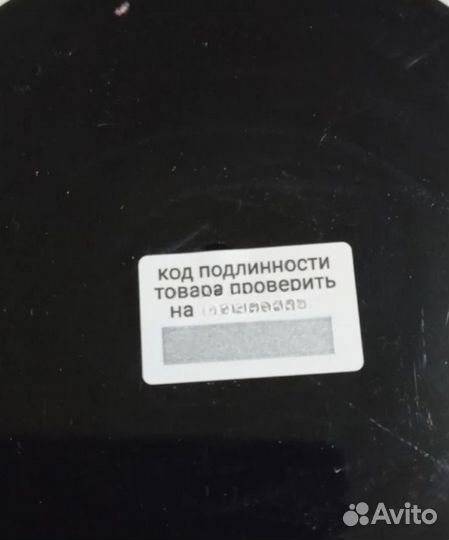 код подлинности
товара проверить
на
Avito